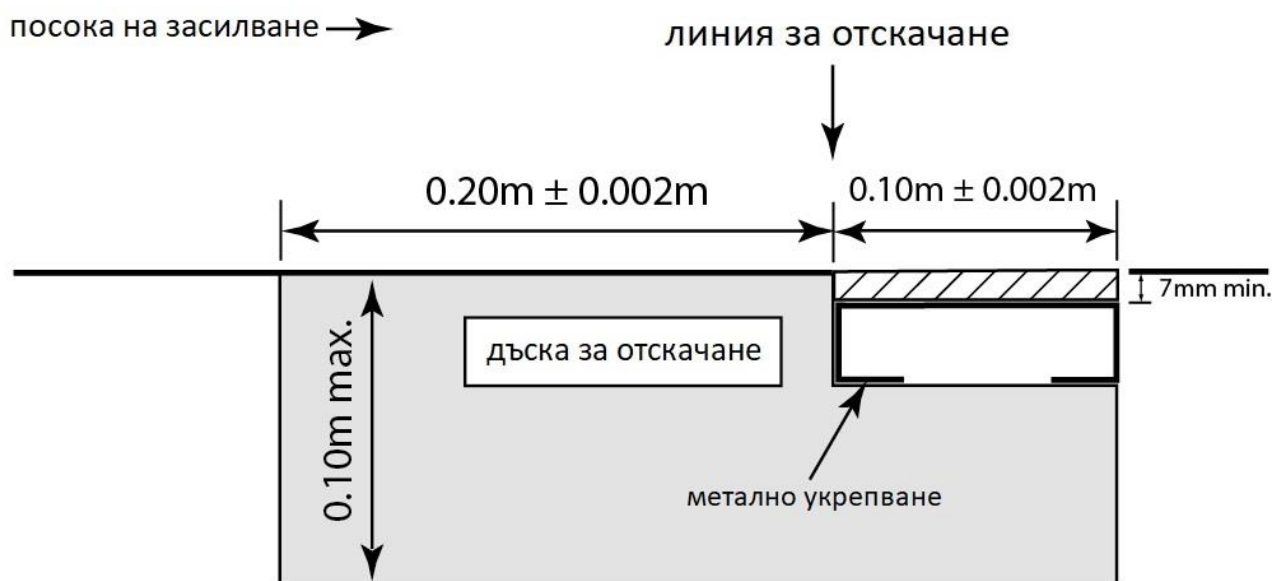 посока на засилване
линия за отскачане
0.20m ± 0.002m
0.10m ± 0.002m
7mm min.
дъска за отскачане
0.10m max.
метално укрепване